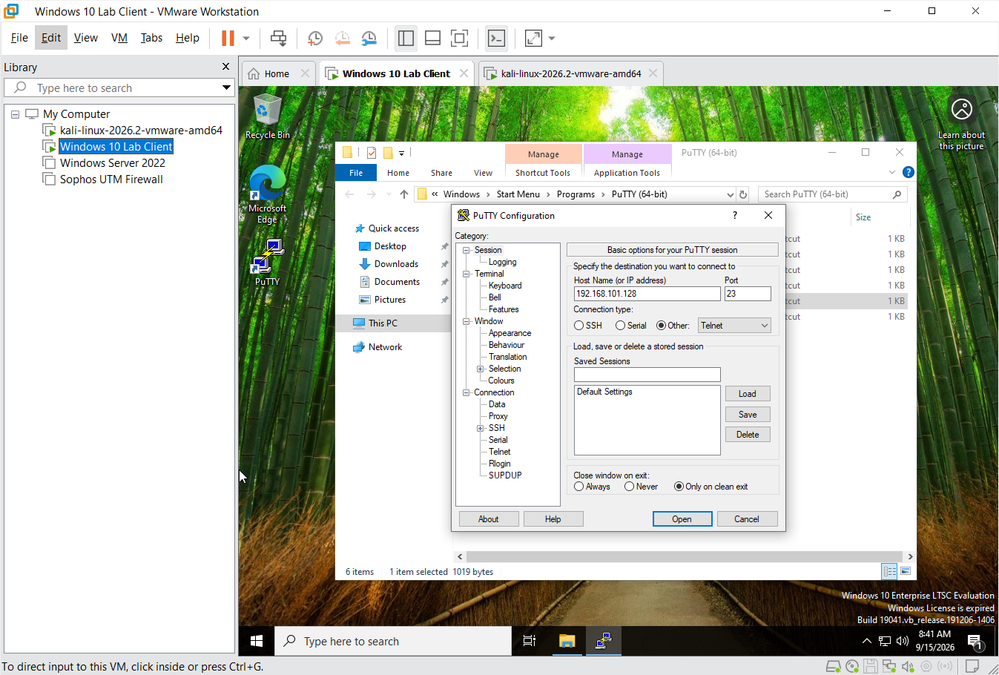 Windows 10 Lab Client - VMware Workstation
File Edit View VM Tabs Help
Library
Type here to search
My Computer
kali-linux-2026.2-vmware-amd64
Windows 10 Lab Client
Windows Server 2022
Sophos UTM Firewall
Home
Windows 10 Lab Client
kali-linux-2026.2-vmware-amd64
Recycle Bin
Microsoft
Edge
PuTTY
Learn about
this picture
Manage Manage PuTTY (64-bit)
File Home Share View Shortcut Tools Application Tools
« Windows › Start Menu › Programs › PuTTY (64-bit)
Search PuTTY (64-bit)
Quick access
Desktop
Downloads
Documents
Pictures
This PC
Network
Size
tcut 1 KB
tcut 1 KB
tcut 1 KB
tcut 1 KB
tcut 1 KB
tcut 1 KB
6 items 1 item selected 1019 bytes
PuTTY Configuration
?
Category:
Session
Logging
Terminal
Keyboard
Bell
Features
Window
Appearance
Behaviour
Translation
Selection
Colours
Connection
Data
Proxy
SSH
Serial
Telnet
Rlogin
SUPDUP
Basic options for your PuTTY session
Specify the destination you want to connect to
Host Name (or IP address) Port
192.168.101.128 23
Connection type:
SSH Serial Other: Telnet
Load, save or delete a stored session
Saved Sessions
Default Settings
Load
Save
Delete
Close window on exit:
Always Never Only on clean exit
About Help Open Cancel
Windows 10 Enterprise LTSC Evaluation
Windows License is expired
Build 19041.vb_release.191206-1406
Type here to search
8:41 AM
9/15/2026
1
To direct input to this VM, click inside or press Ctrl+G.